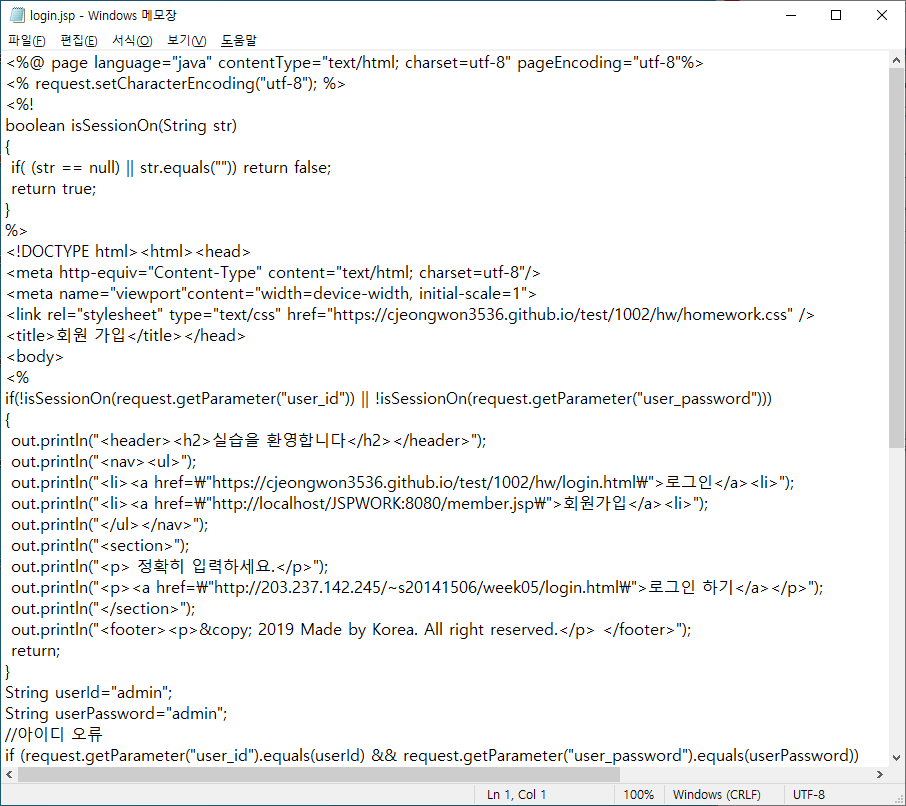 login.jsp - Windows 메모장
파일(F) 편집(E) 서식(O) 보기(V) 도움말
<%@ page language="java" contentType="text/html; charset=utf-8" pageEncoding="utf-8"%>
<% request.setCharacterEncoding("utf-8"); %>
<%!
boolean isSessionOn(String str)
{
 if( (str == null) || str.equals("")) return false;
 return true;
}
%>
<!DOCTYPE html><html><head>
<meta http-equiv="Content-Type" content="text/html; charset=utf-8"/>
<meta name="viewport"content="width=device-width, initial-scale=1">
<link rel="stylesheet" type="text/css" href="https://cjeongwon3536.github.io/test/1002/hw/homework.css" />
<title>회원 가입</title></head>
<body>
<%
if(!isSessionOn(request.getParameter("user_id")) || !isSessionOn(request.getParameter("user_password")))
{
 out.println("<header><h2>실습을 환영합니다</h2></header>");
 out.println("<nav><ul>");
 out.println("<li><a href=₩"https://cjeongwon3536.github.io/test/1002/hw/login.html₩">로그인</a><li>");
 out.println("<li><a href=₩"http://localhost/JSPWORK:8080/member.jsp₩">회원가입</a><li>");
 out.println("</ul></nav>");
 out.println("<section>");
 out.println("<p> 정확히 입력하세요.</p>");
 out.println("<p><a href=₩"http://203.237.142.245/~s20141506/week05/login.html₩">로그인 하기</a></p>");
 out.println("</section>");
 out.println("<footer><p>&copy; 2019 Made by Korea. All right reserved.</p> </footer>");
 return;
}
String userId="admin";
String userPassword="admin";
//아이디 오류
if (request.getParameter("user_id").equals(userId) && request.getParameter("user_password").equals(userPassword))
Ln 1, Col 1 100% Windows (CRLF) UTF-8